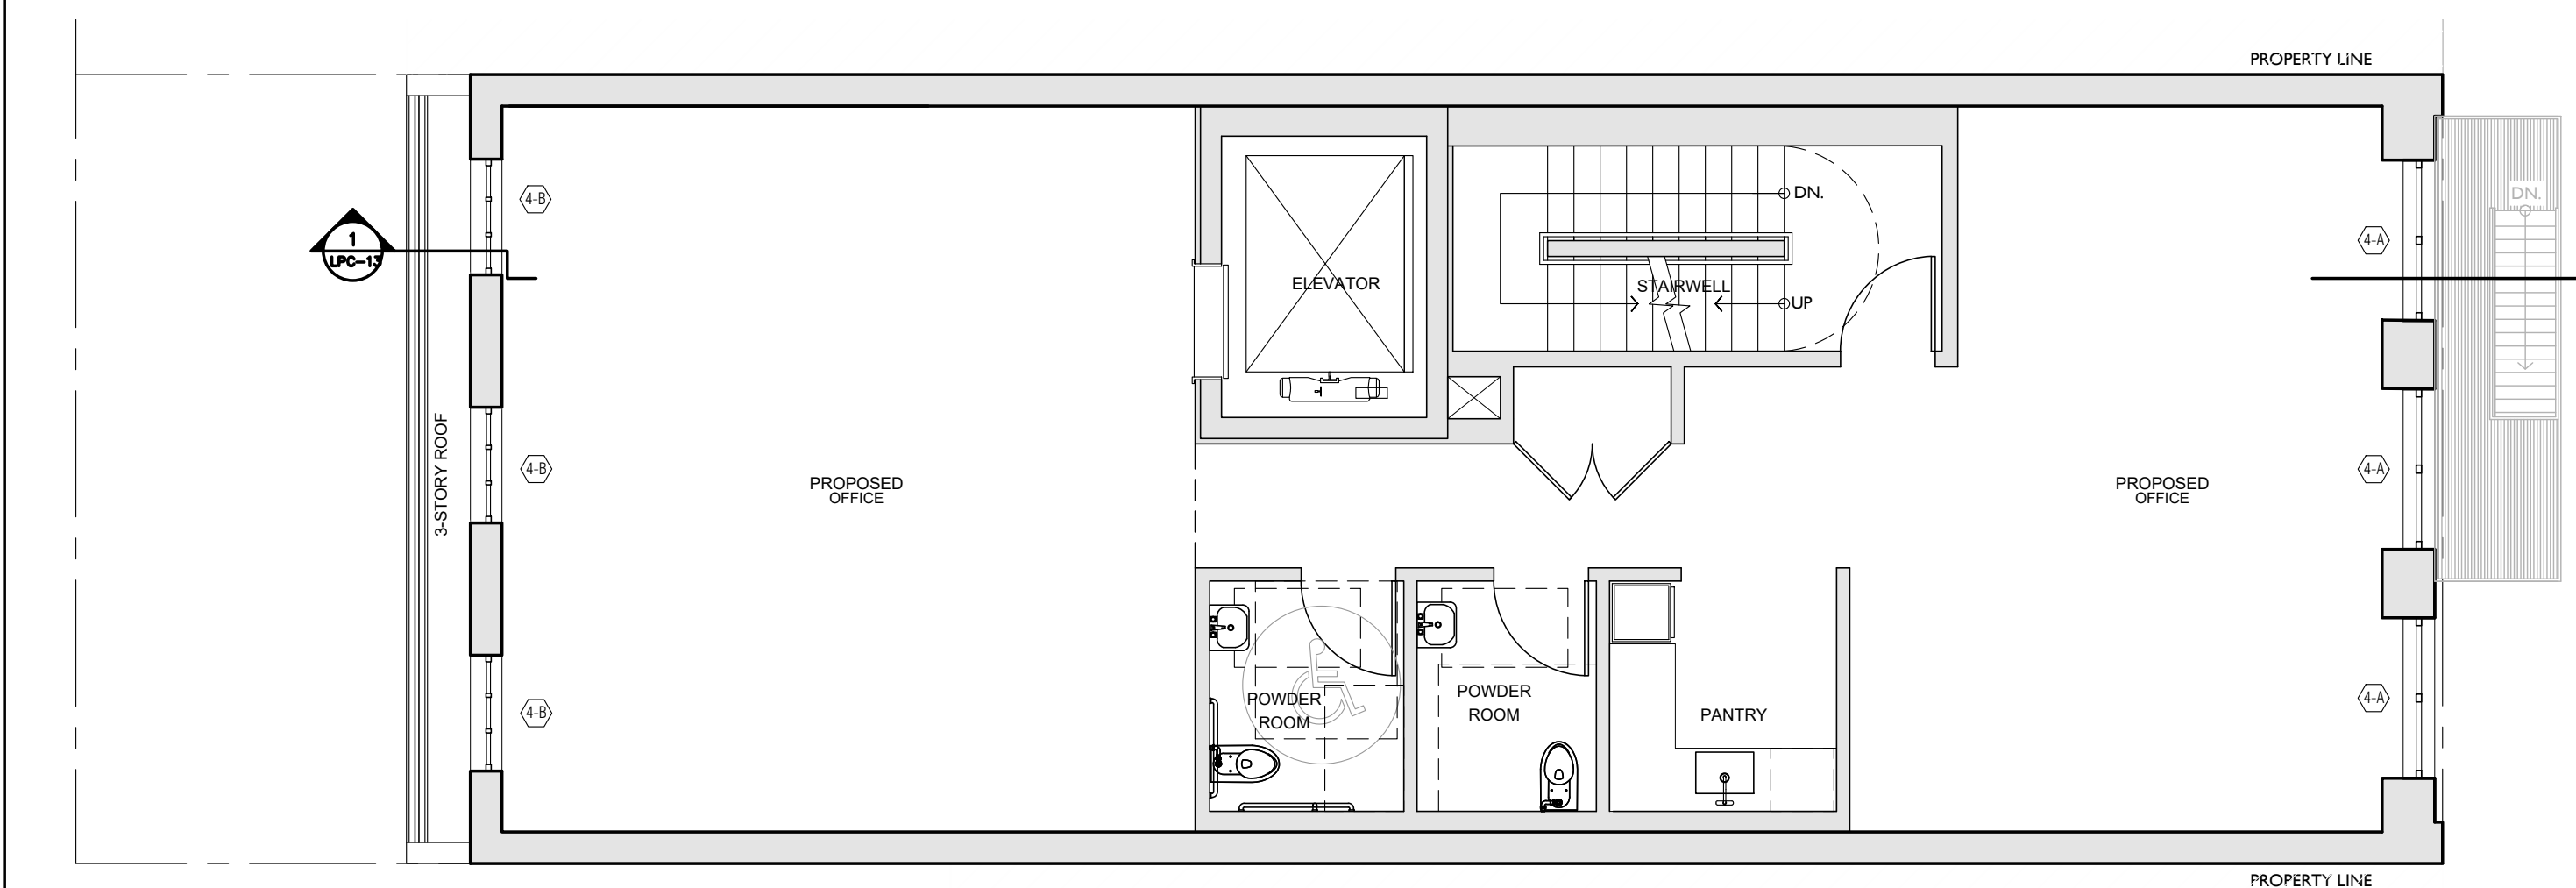 PROPERTY LINE
4-B
1
LPC-13
DN.
UP
ELEVATOR
STAIRWELL
4-A
DN.
3-STORY ROOF
4-B
PROPOSED
OFFICE
PROPOSED
OFFICE
4-A
4-B
POWDER
ROOM
POWDER
ROOM
PANTRY
4-A
PROPERTY LINE